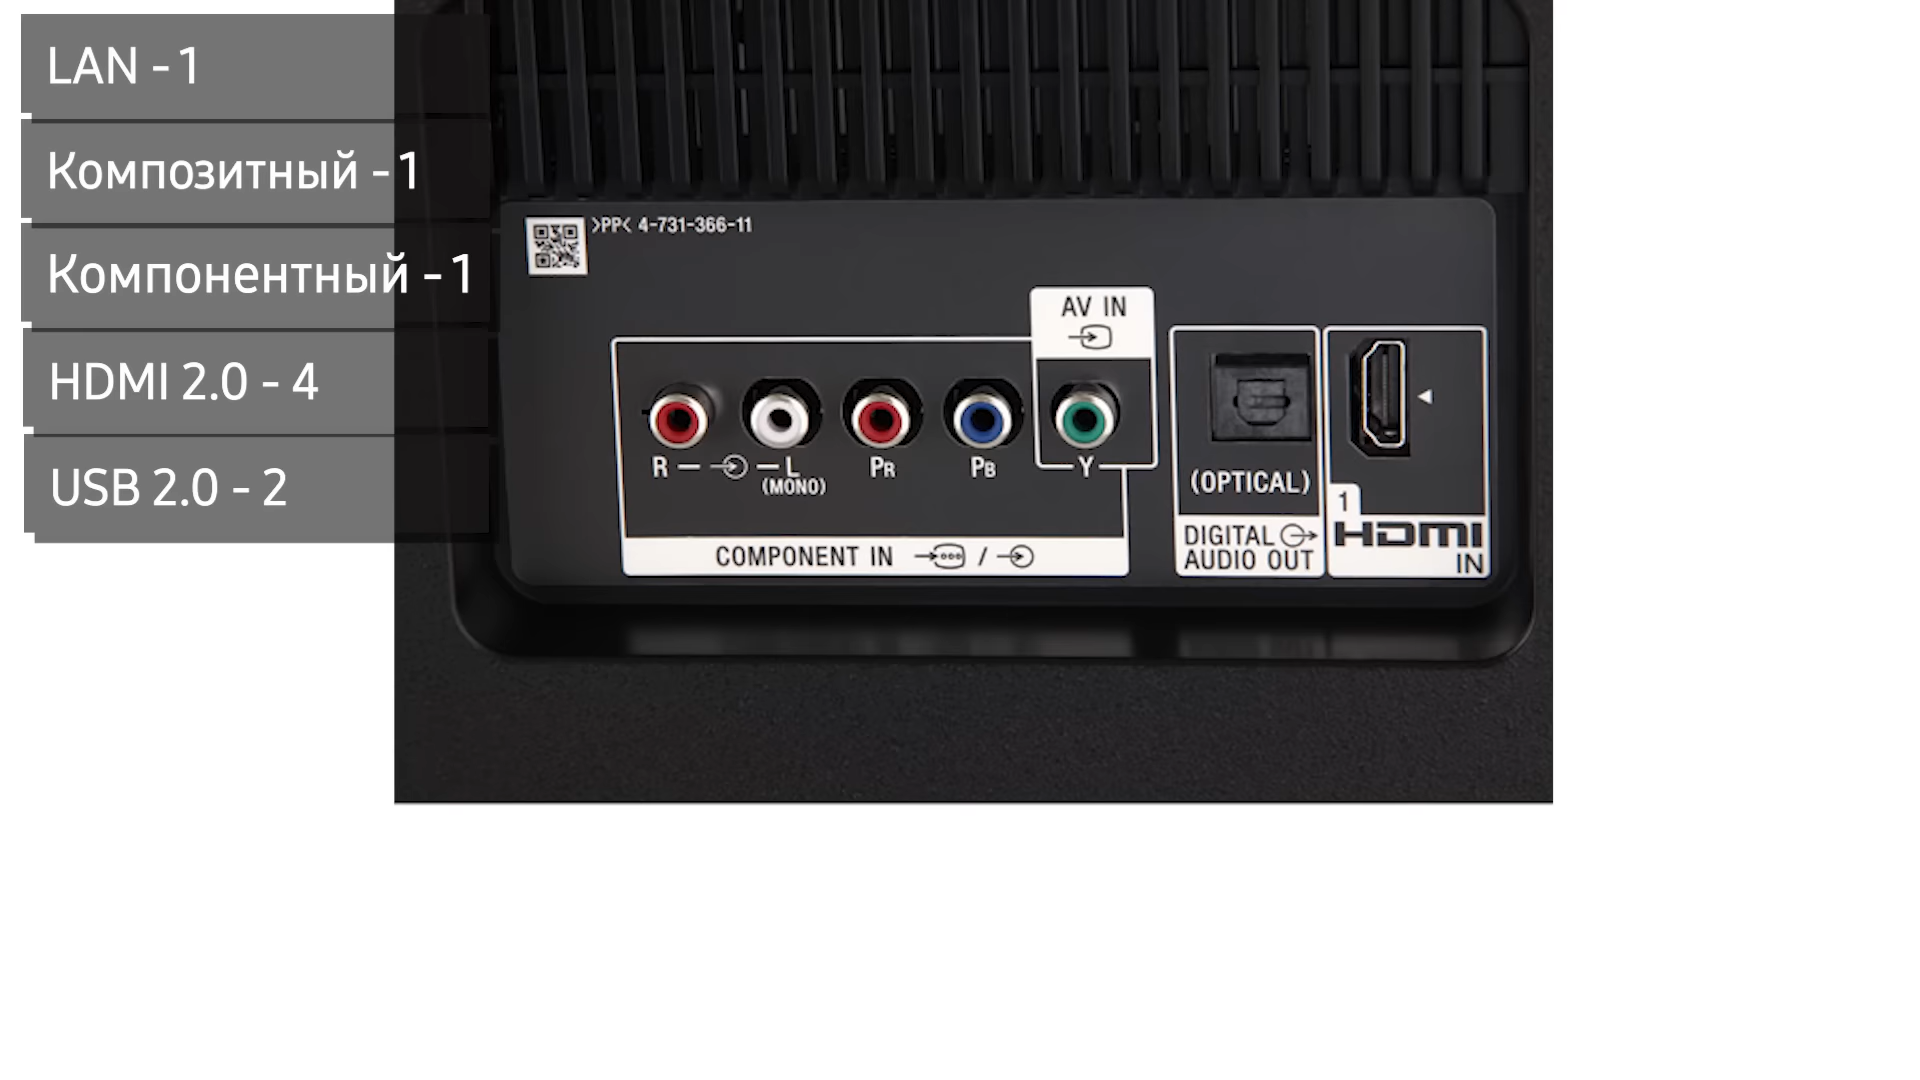 LAN - 1
Композитный - 1
Компонентный - 1
HDMI 2.0 - 4
USB 2.0 - 2
>PP< 4-731-366-11
AV IN
R L PR PB Y
(MONO)
COMPONENT IN /
(OPTICAL)
DIGITAL
AUDIO OUT
1
HDMI
IN